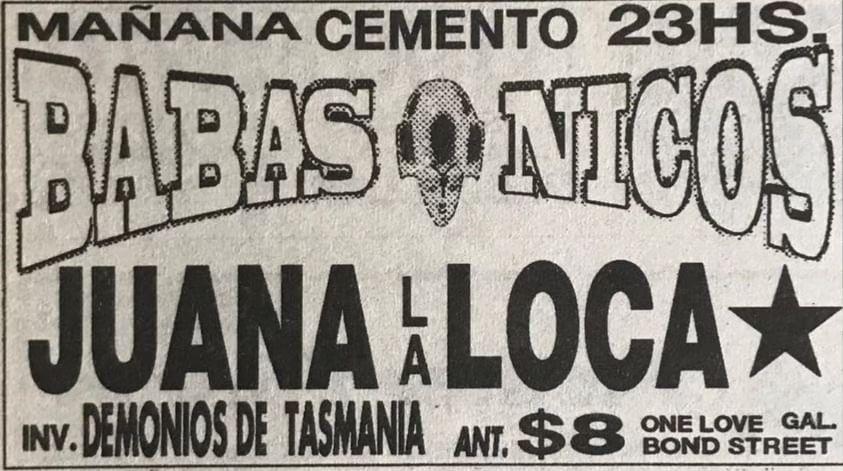 MAÑANA CEMENTO 23HS.
BABASONICOS
JUANA LA LOCA
INV. DEMONIOS DE TASMANIA ANT. $8 ONE LOVE GAL.
BOND STREET